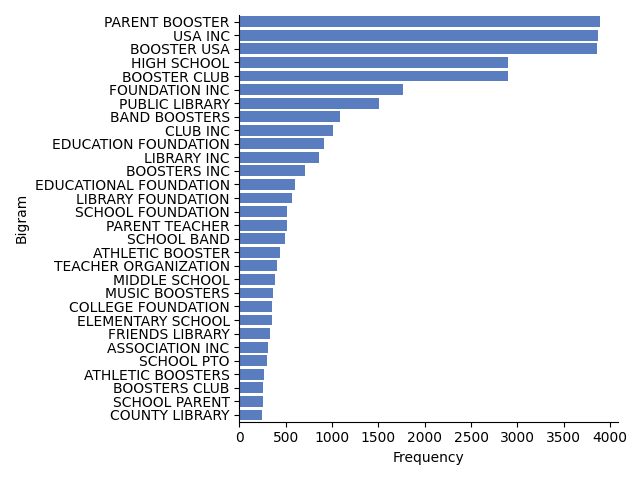 PARENT BOOSTER
USA INC
BOOSTER USA
HIGH SCHOOL
BOOSTER CLUB
FOUNDATION INC
PUBLIC LIBRARY
BAND BOOSTERS
CLUB INC
EDUCATION FOUNDATION
LIBRARY INC
BOOSTERS INC
EDUCATIONAL FOUNDATION
LIBRARY FOUNDATION
SCHOOL FOUNDATION
PARENT TEACHER
SCHOOL BAND
ATHLETIC BOOSTER
TEACHER ORGANIZATION
MIDDLE SCHOOL
MUSIC BOOSTERS
COLLEGE FOUNDATION
ELEMENTARY SCHOOL
FRIENDS LIBRARY
ASSOCIATION INC
SCHOOL PTO
ATHLETIC BOOSTERS
BOOSTERS CLUB
SCHOOL PARENT
COUNTY LIBRARY
Bigram
0 500 1000 1500 2000 2500 3000 3500 4000
Frequency